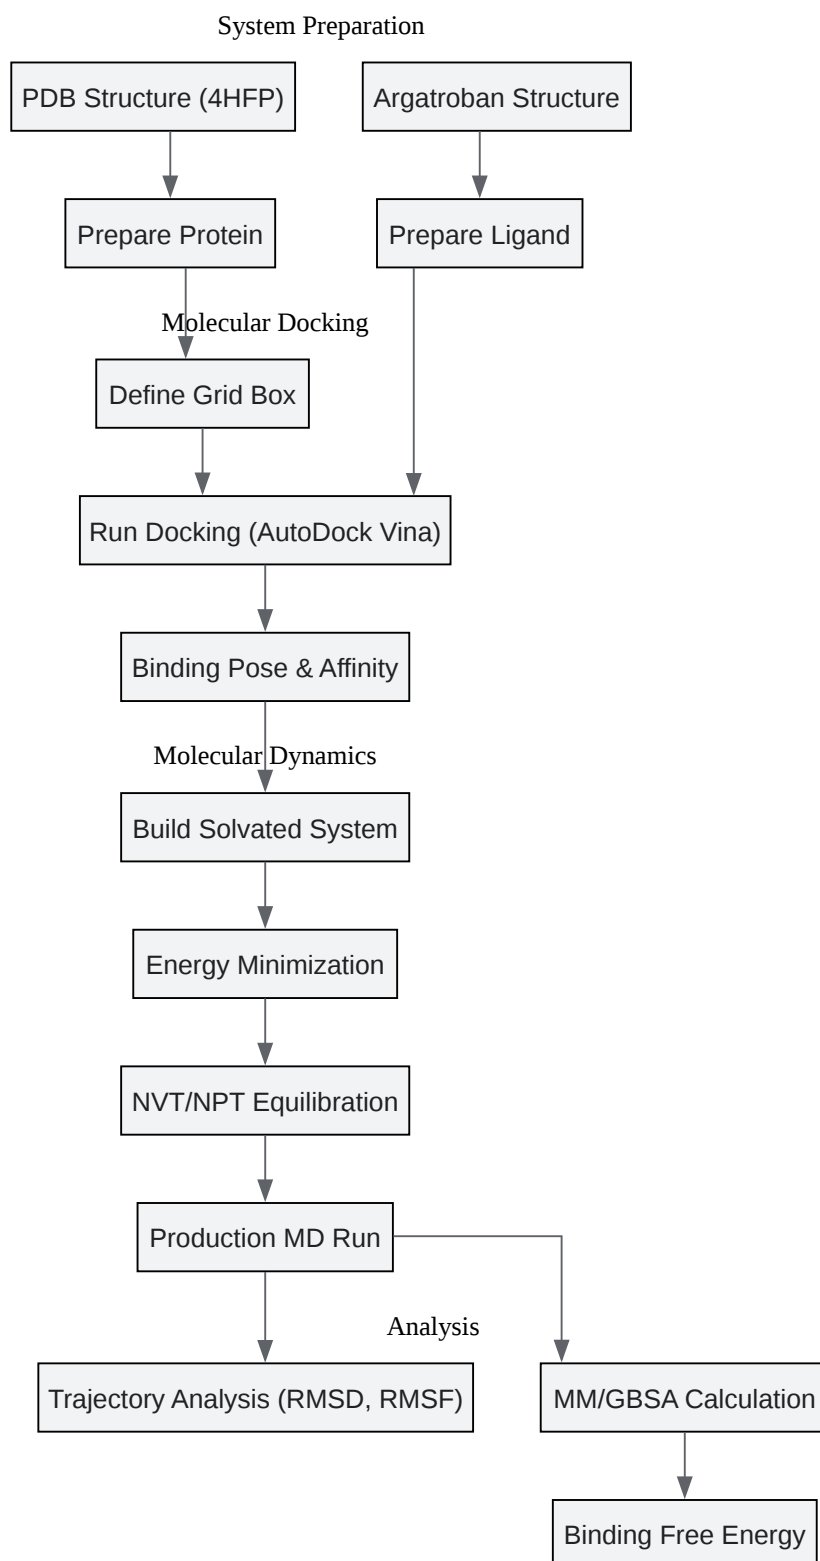 System Preparation
PDB Structure (4HFP)
Argatroban Structure
Prepare Protein
Prepare Ligand
Molecular Docking
Define Grid Box
Run Docking (AutoDock Vina)
Binding Pose & Affinity
Molecular Dynamics
Build Solvated System
Energy Minimization
NVT/NPT Equilibration
Production MD Run
Analysis
Trajectory Analysis (RMSD, RMSF)
MM/GBSA Calculation
Binding Free Energy